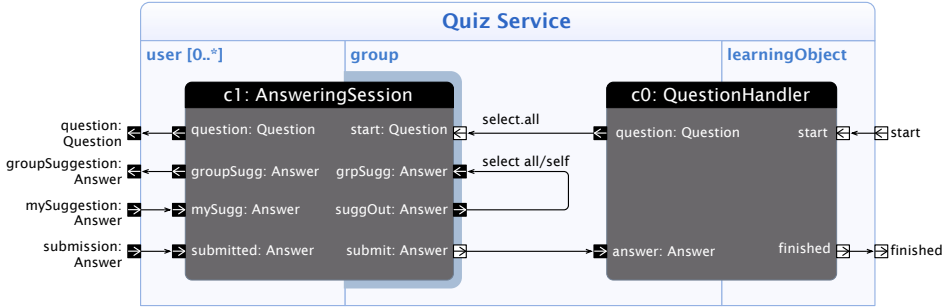 Quiz Service
user [0..*]
group
learningObject
c1: AnsweringSession
c0: QuestionHandler
question:
Question
question: Question
start: Question
select.all
question: Question
start
start
groupSuggestion:
Answer
groupSugg: Answer
grpSugg: Answer
select all/self
mySuggestion:
Answer
mySugg: Answer
suggOut: Answer
submission:
Answer
submitted: Answer
submit: Answer
answer: Answer
finished
finished